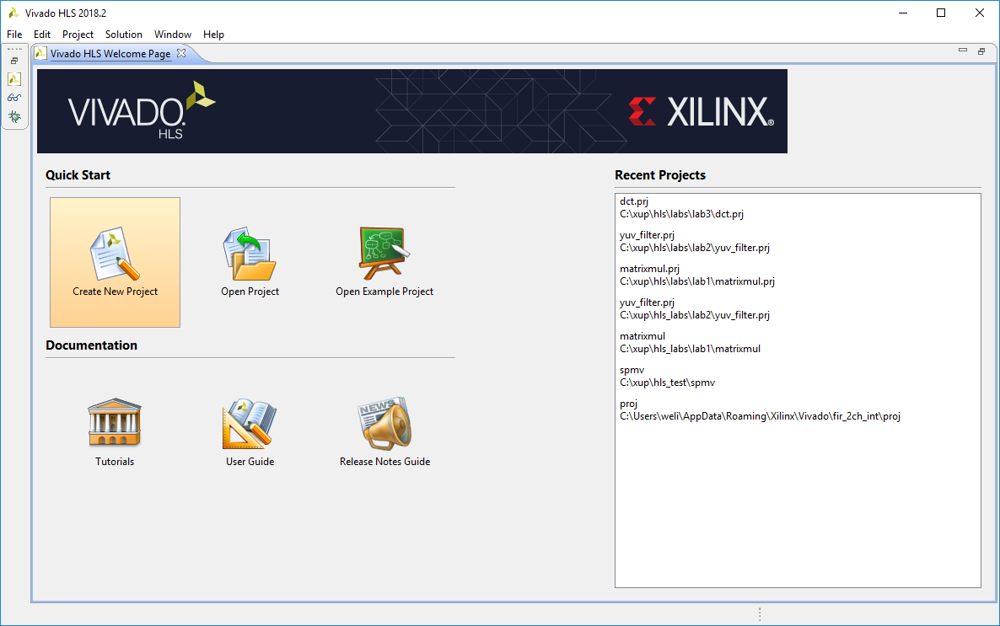 Vivado HLS 2018.2
File Edit Project Solution Window Help
Vivado HLS Welcome Page
VIVADO.
HLS
XILINX®
Quick Start
Create New Project
Open Project
Open Example Project
Documentation
NEWS
Tutorials
User Guide
Release Notes Guide
Recent Projects
dct.prj
C:\xup\hls\labs\lab3\dct.prj
yuv_filter.prj
C:\xup\hls\labs\lab2\yuv_filter.prj
matrixmul.prj
C:\xup\hls\labs\lab1\matrixmul.prj
yuv_filter.prj
C:\xup\hls_labs\lab2\yuv_filter.prj
matrixmul
C:\xup\hls_labs\lab1\matrixmul
spmv
C:\xup\hls_test\spmv
proj
C:\Users\weli\AppData\Roaming\Xilinx\Vivado\fir_2ch_int\proj